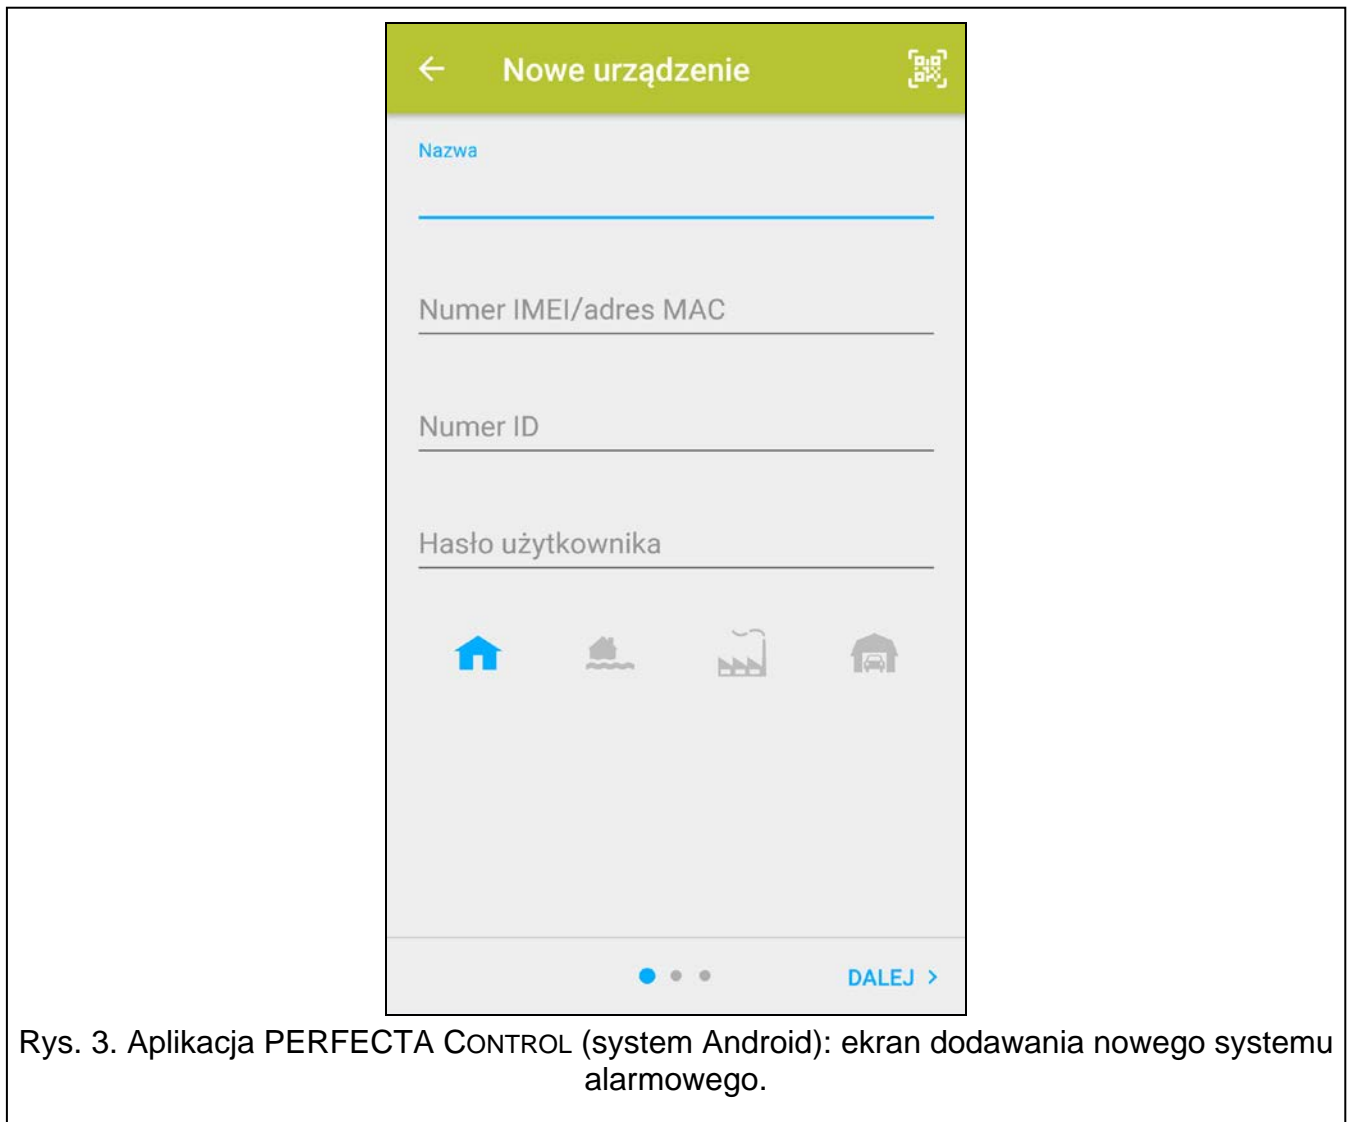 Nowe urządzenie
Nazwa
Numer IMEI/adres MAC
Numer ID
Hasło użytkownika
DALEJ >
Rys. 3. Aplikacja PERFECTA CONTROL (system Android): ekran dodawania nowego systemu
alarmowego.